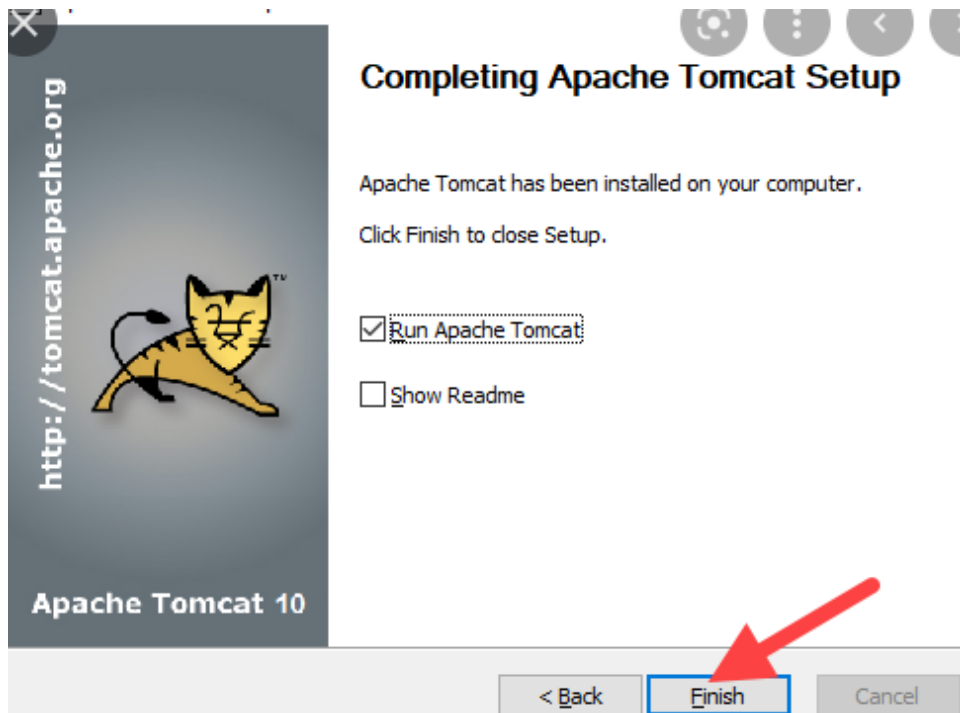 Completing Apache Tomcat Setup
http://tomcat.apache.org
Apache Tomcat has been installed on your computer.
Click Finish to close Setup.
TM
Run Apache Tomcat
Show Readme
Apache Tomcat 10
< Back
Finish
Cancel